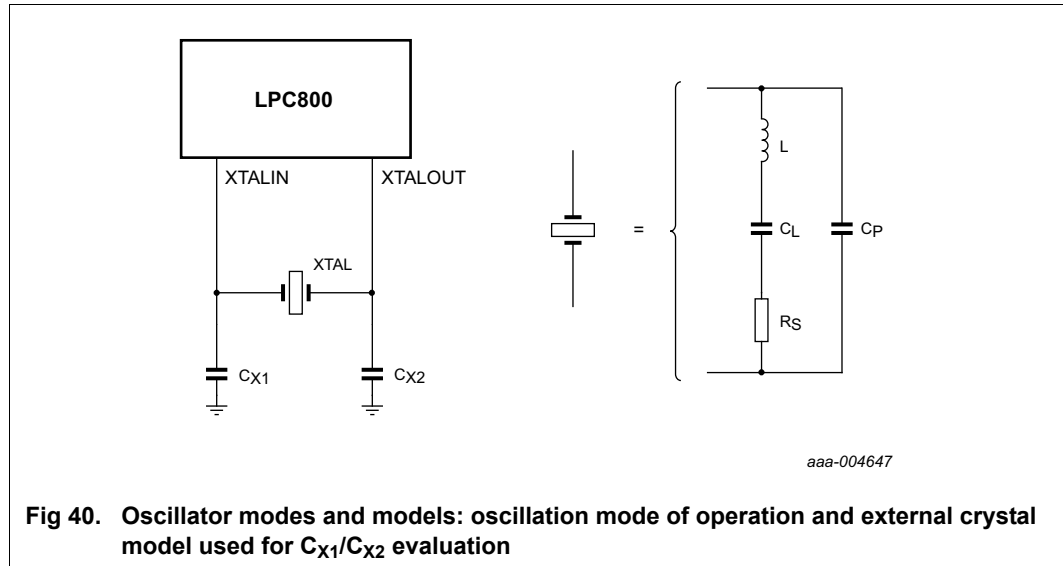 LPC800
XTALIN XTALOUT
XTAL
CX1 CX2
=
L
CL CP
RS
aaa-004647
Fig 40. Oscillator modes and models: oscillation mode of operation and external crystal
model used for CX1/CX2 evaluation